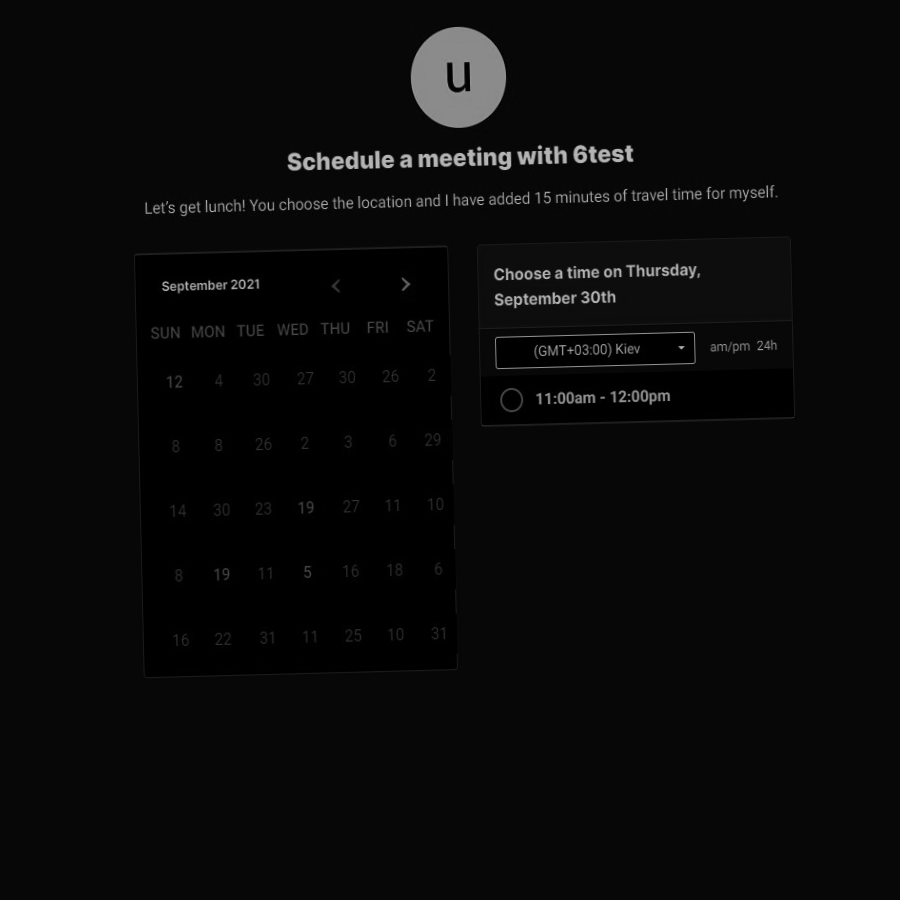 u
Schedule a meeting with 6test
Let's get lunch! You choose the location and I have added 15 minutes of travel time for myself.
September 2021
SUN MON TUE WED THU FRI SAT
12 4 30 27 30 26 2
8 8 26 2 3 6 29
14 30 23 19 27 11 10
8 19 11 5 16 18 6
16 22 31 11 25 10 31
Choose a time on Thursday,
September 30th
(GMT+03:00) Kiev am/pm 24h
11:00am - 12:00pm